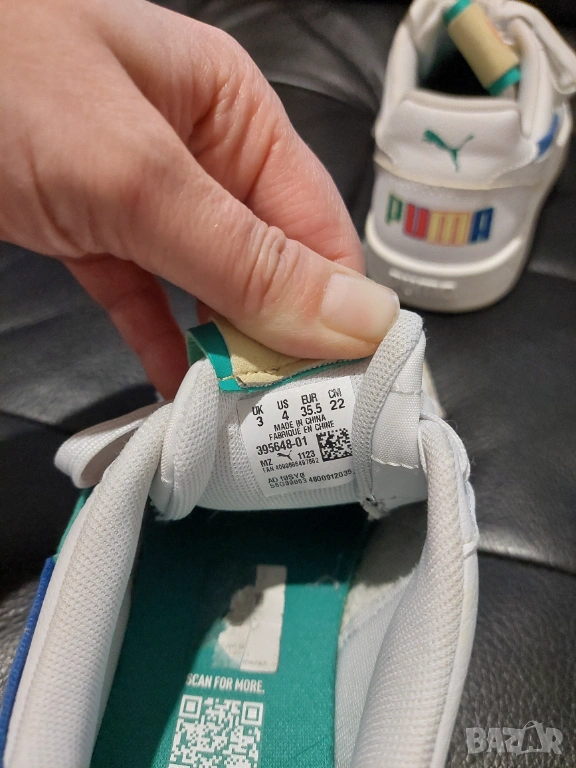 PUMA
UK US EUR CM
3 4 35.5 22
MADE IN CHINA
FABRIQUÉ EN CHINE
395648-01
MZ 1123
SCAN FOR MORE.
BAZAR